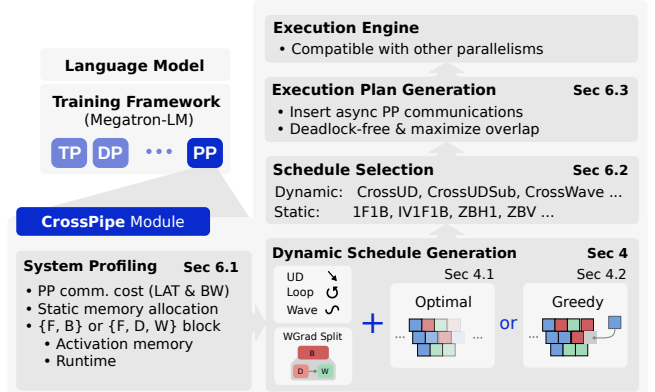 Language Model
Training Framework
(Megatron-LM)
TP DP ••• PP
CrossPipe Module
System Profiling Sec 6.1
• PP comm. cost (LAT & BW)
• Static memory allocation
• {F, B} or {F, D, W} block
• Activation memory
• Runtime
Execution Engine
• Compatible with other parallelisms
Execution Plan Generation Sec 6.3
• Insert async PP communications
• Deadlock-free & maximize overlap
Schedule Selection Sec 6.2
Dynamic: CrossUD, CrossUDSub, CrossWave ...
Static: 1F1B, IV1F1B, ZBH1, ZBV ...
Dynamic Schedule Generation Sec 4
UD
Loop
Wave
WGrad Split
B
D W
+
Sec 4.1
Optimal
... ...
or
Sec 4.2
Greedy
...